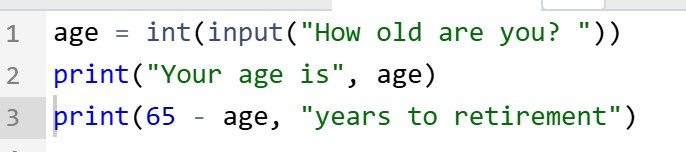 1 age = int(input("How old are you? "))
2 print("Your age is", age)
3 print(65 - age, "years to retirement")